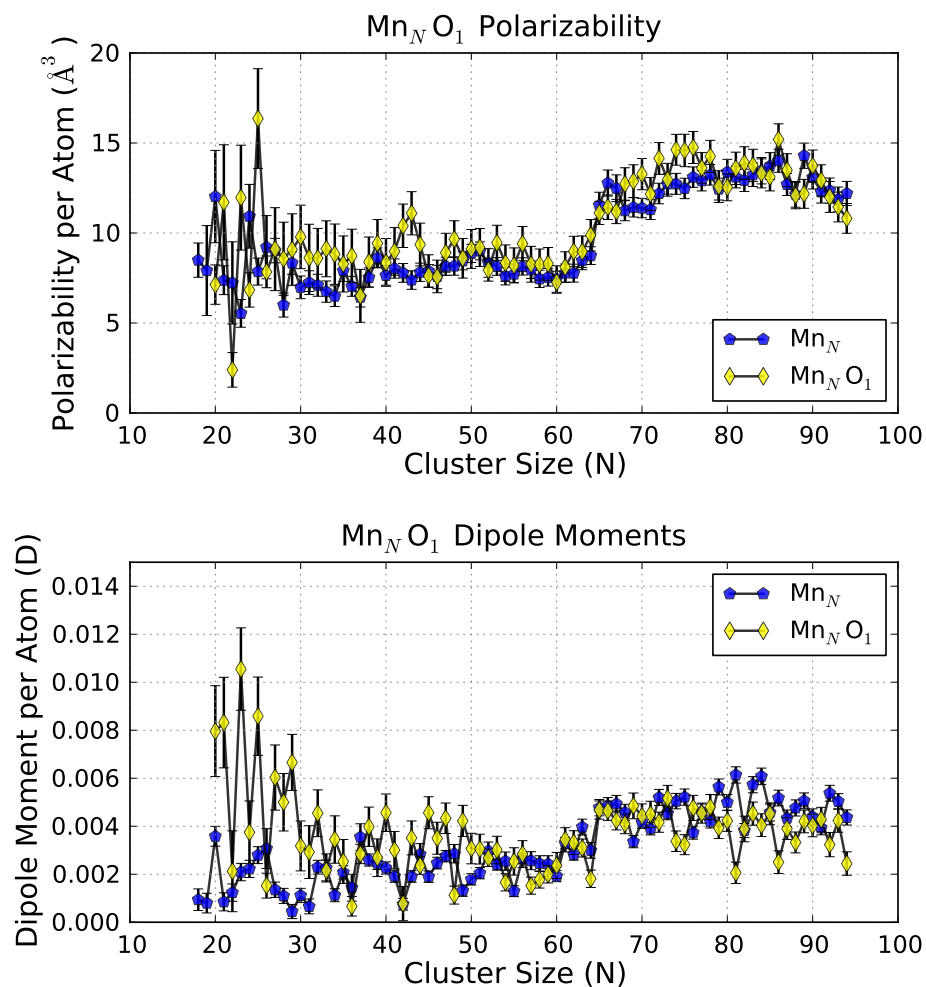 Mn_N O_1 Polarizability
Polarizability per Atom (Å^3)
20
15
10
5
0
Mn_N
Mn_N O_1
10 20 30 40 50 60 70 80 90 100
Cluster Size (N)
Mn_N O_1 Dipole Moments
Dipole Moment per Atom (D)
0.014
0.012
0.010
0.008
0.006
0.004
0.002
0.000
Mn_N
Mn_N O_1
10 20 30 40 50 60 70 80 90 100
Cluster Size (N)